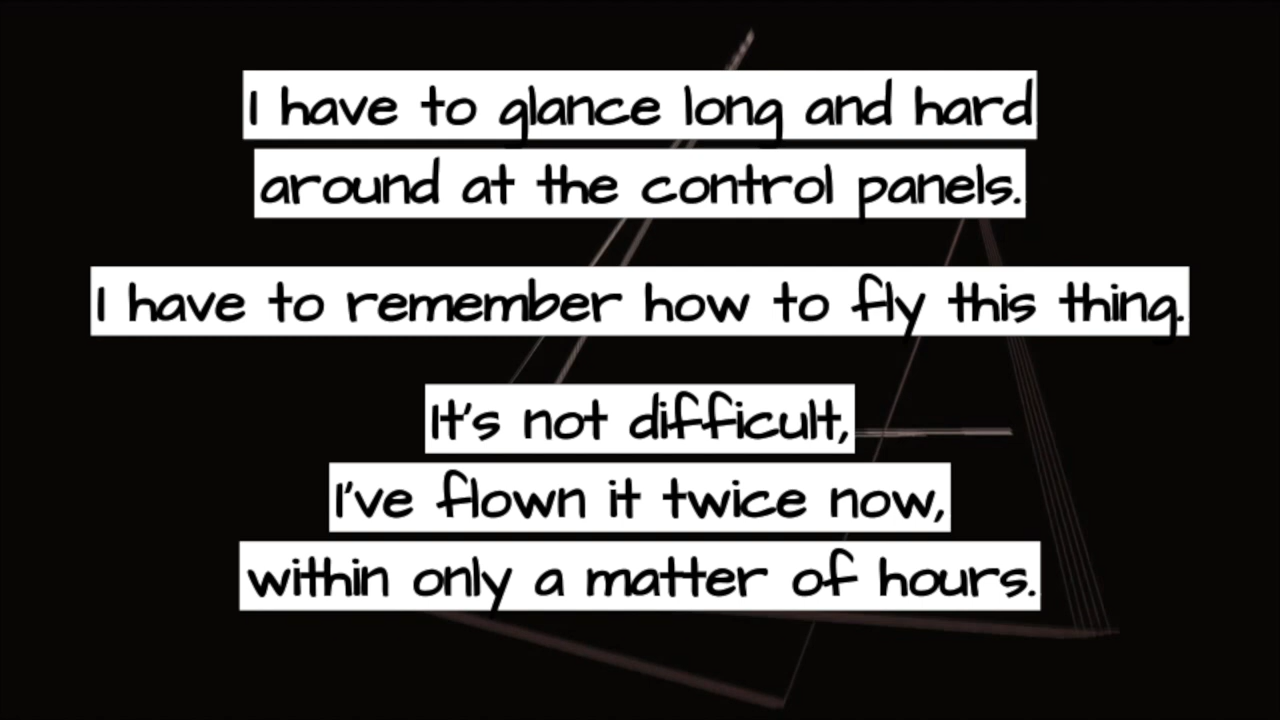 I have to glance long and hard
around at the control panels.
I have to remember how to fly this thing.
It's not difficult,
I've flown it twice now,
within only a matter of hours.